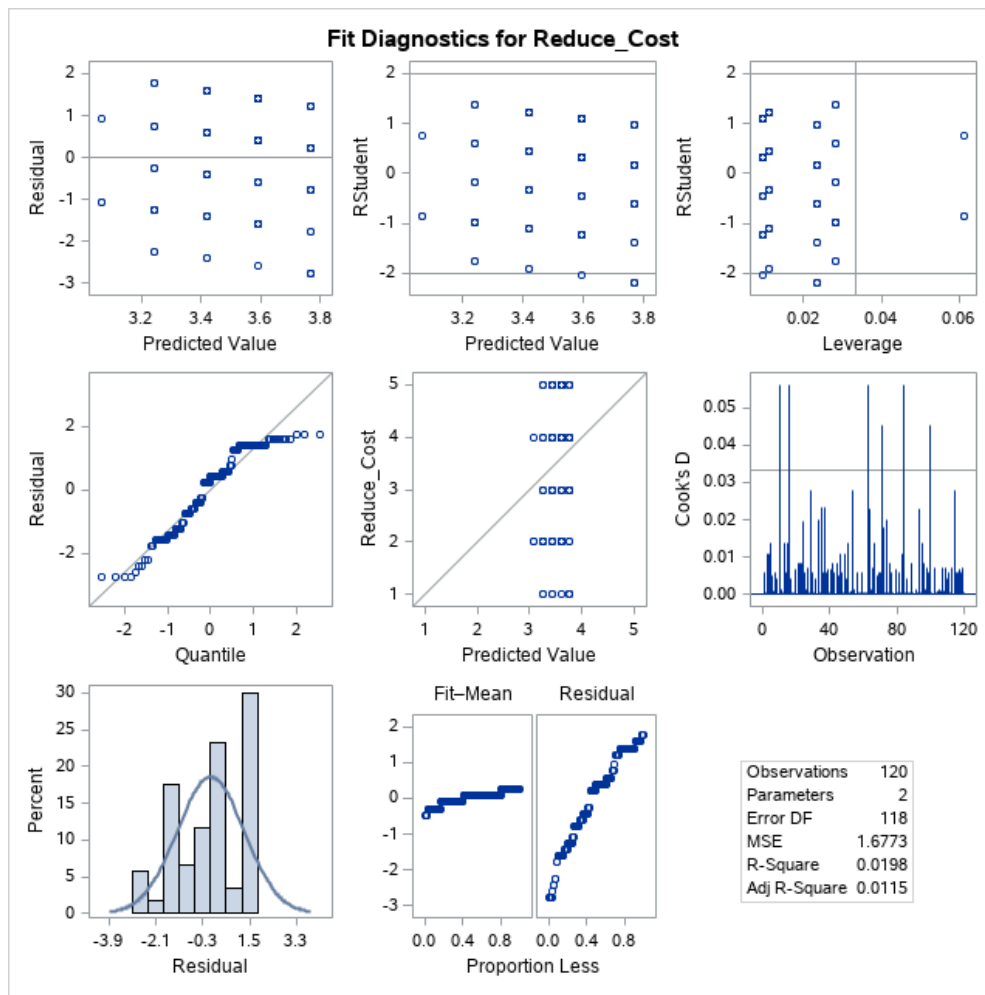 Fit Diagnostics for Reduce_Cost
2
1
0
-1
-2
-3
Residual
3.2 3.4 3.6 3.8
Predicted Value
2
1
0
-1
-2
RStudent
3.2 3.4 3.6 3.8
Predicted Value
2
1
0
-1
-2
RStudent
0.02 0.04 0.06
Leverage
2
0
-2
Residual
-2 -1 0 1 2
Quantile
5
4
3
2
1
Reduce_Cost
1 2 3 4 5
Predicted Value
0.05
0.04
0.03
0.02
0.01
0.00
Cook's D
0 40 80 120
Observation
30
25
20
15
10
5
0
Percent
-3.9 -2.1 -0.3 1.5 3.3
Residual
Fit–Mean Residual
2
1
0
-1
-2
-3
0.0 0.4 0.8 0.0 0.4 0.8
Proportion Less
Observations 120
Parameters 2
Error DF 118
MSE 1.6773
R-Square 0.0198
Adj R-Square 0.0115